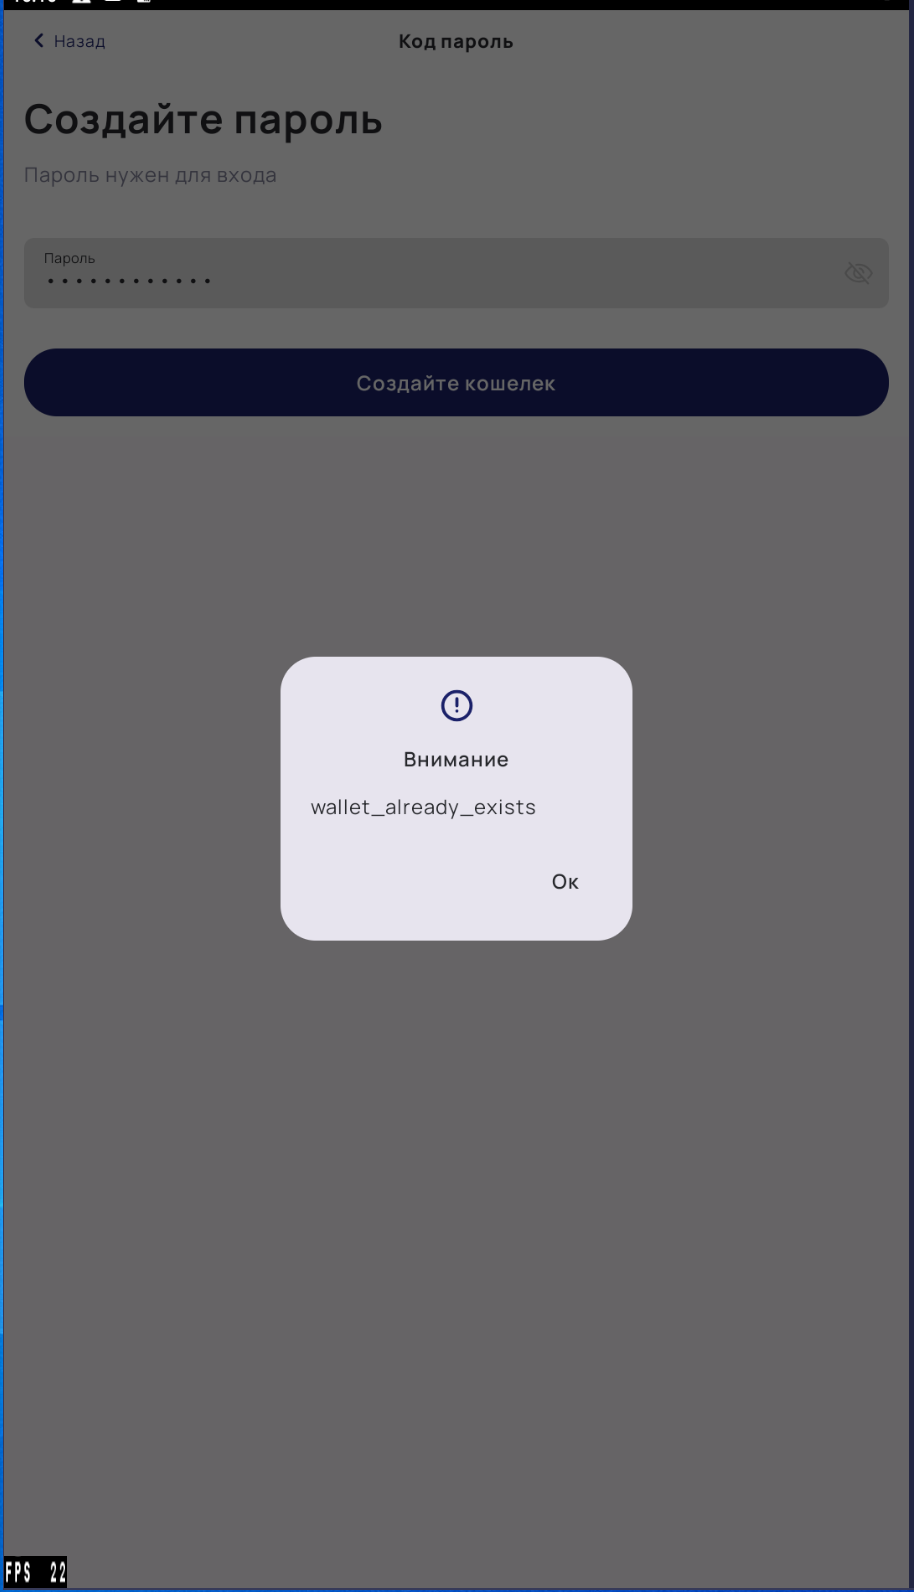 Назад
Код пароль
Создайте пароль
Пароль нужен для входа
Пароль
Создайте кошелек
Внимание
wallet_already_exists
Ок
FPS 22